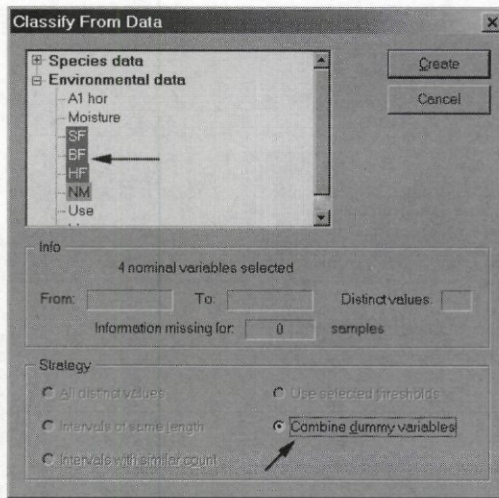 Classify From Data
Species data
Environmental data
A1 hor
Moisture
SF
BF
HF
NM
Use
Create
Cancel
Info
4 nominal variables selected
From:
To:
Distinct values:
Information missing for: 0 samples
Strategy
All distinct values
Use selected thresholds
Intervals of same length
Combine dummy variables
Intervals with similar count